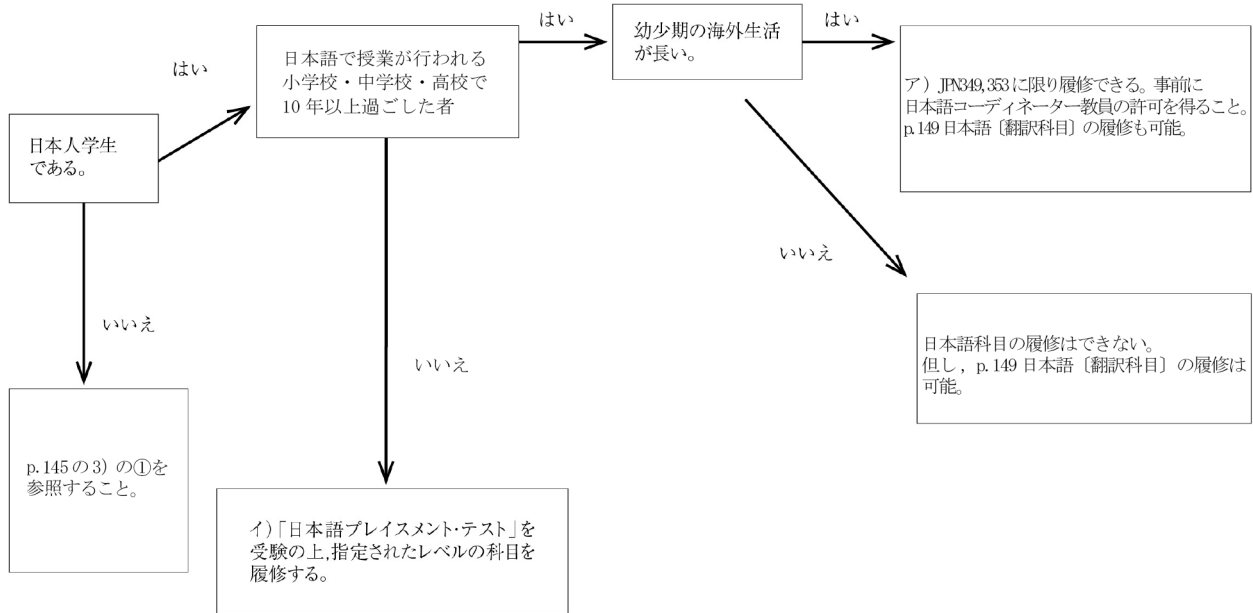 日本人学生
である。
はい
日本語で授業が行われる
小学校・中学校・高校で
10年以上過ごした者
はい
幼少期の海外生活
が長い。
はい
ア）JPN349,353に限り履修できる。事前に
日本語コーディネーター教員の許可を得ること。
p.149日本語〔翻訳科目〕の履修も可能。
いいえ
日本語科目の履修はできない。
但し，p.149日本語〔翻訳科目〕の履修は
可能。
いいえ
p.145の3）の①を
参照すること。
いいえ
イ）「日本語プレイスメント・テスト」を
受験の上,指定されたレベルの科目を
履修する。